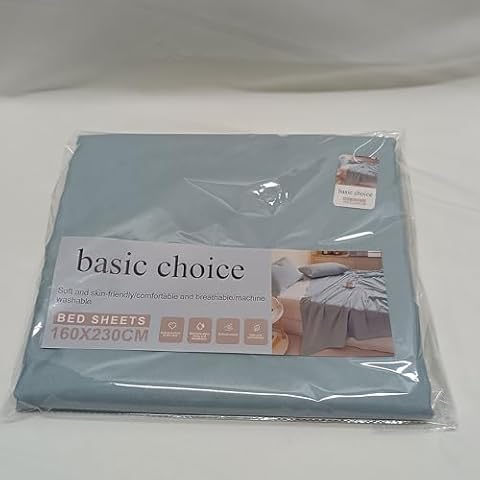 basic choice
basic choice
Soft and skin-friendly/comfortable and breathable/machine
washable
BED SHEETS
160X230CM